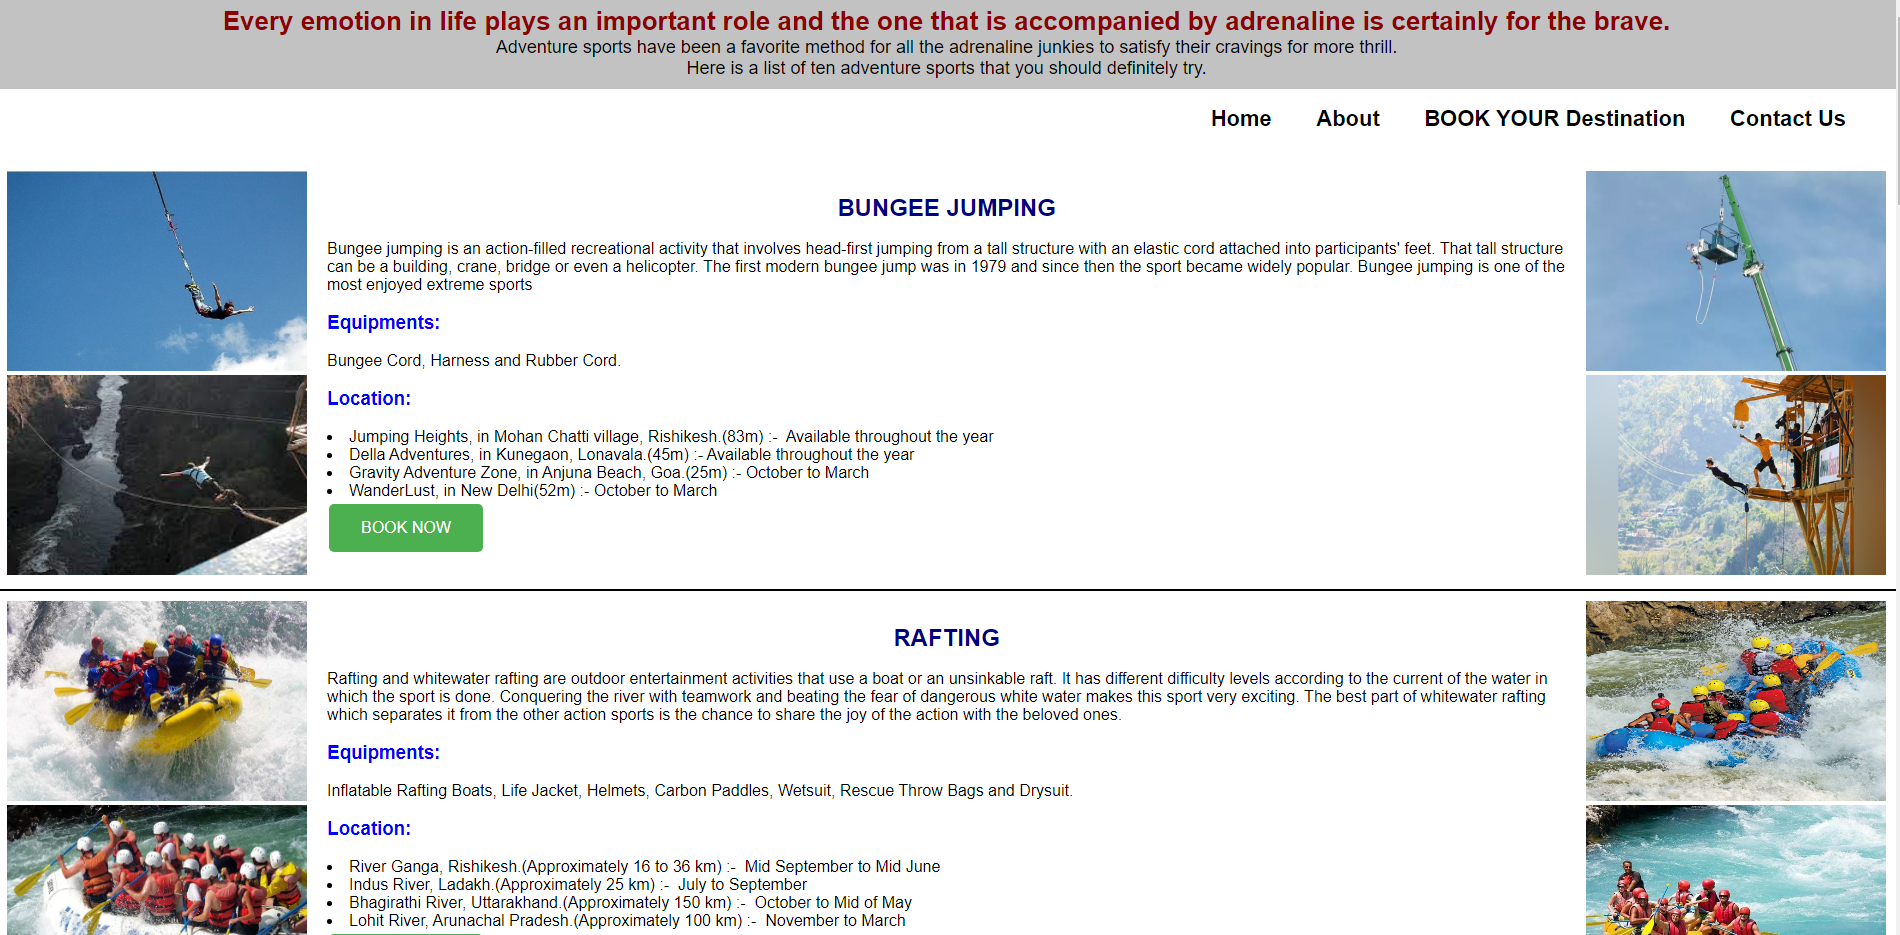 Every emotion in life plays an important role and the one that is accompanied by adrenaline is certainly for the brave.
Adventure sports have been a favorite method for all the adrenaline junkies to satisfy their cravings for more thrill.
Here is a list of ten adventure sports that you should definitely try.
Home About BOOK YOUR Destination Contact Us
BUNGEE JUMPING
Bungee jumping is an action-filled recreational activity that involves head-first jumping from a tall structure with an elastic cord attached into participants' feet. That tall structure
can be a building, crane, bridge or even a helicopter. The first modern bungee jump was in 1979 and since then the sport became widely popular. Bungee jumping is one of the
most enjoyed extreme sports
Equipments:
Bungee Cord, Harness and Rubber Cord.
Location:
• Jumping Heights, in Mohan Chatti village, Rishikesh.(83m) :-  Available throughout the year
• Della Adventures, in Kunegaon, Lonavala.(45m) :- Available throughout the year
• Gravity Adventure Zone, in Anjuna Beach, Goa.(25m) :- October to March
• WanderLust, in New Delhi(52m) :- October to March
BOOK NOW
RAFTING
Rafting and whitewater rafting are outdoor entertainment activities that use a boat or an unsinkable raft. It has different difficulty levels according to the current of the water in
which the sport is done. Conquering the river with teamwork and beating the fear of dangerous white water makes this sport very exciting. The best part of whitewater rafting
which separates it from the other action sports is the chance to share the joy of the action with the beloved ones.
Equipments:
Inflatable Rafting Boats, Life Jacket, Helmets, Carbon Paddles, Wetsuit, Rescue Throw Bags and Drysuit.
Location:
• River Ganga, Rishikesh.(Approximately 16 to 36 km) :-  Mid September to Mid June
• Indus River, Ladakh.(Approximately 25 km) :-  July to September
• Bhagirathi River, Uttarakhand.(Approximately 150 km) :-  October to Mid of May
• Lohit River, Arunachal Pradesh.(Approximately 100 km) :-  November to March